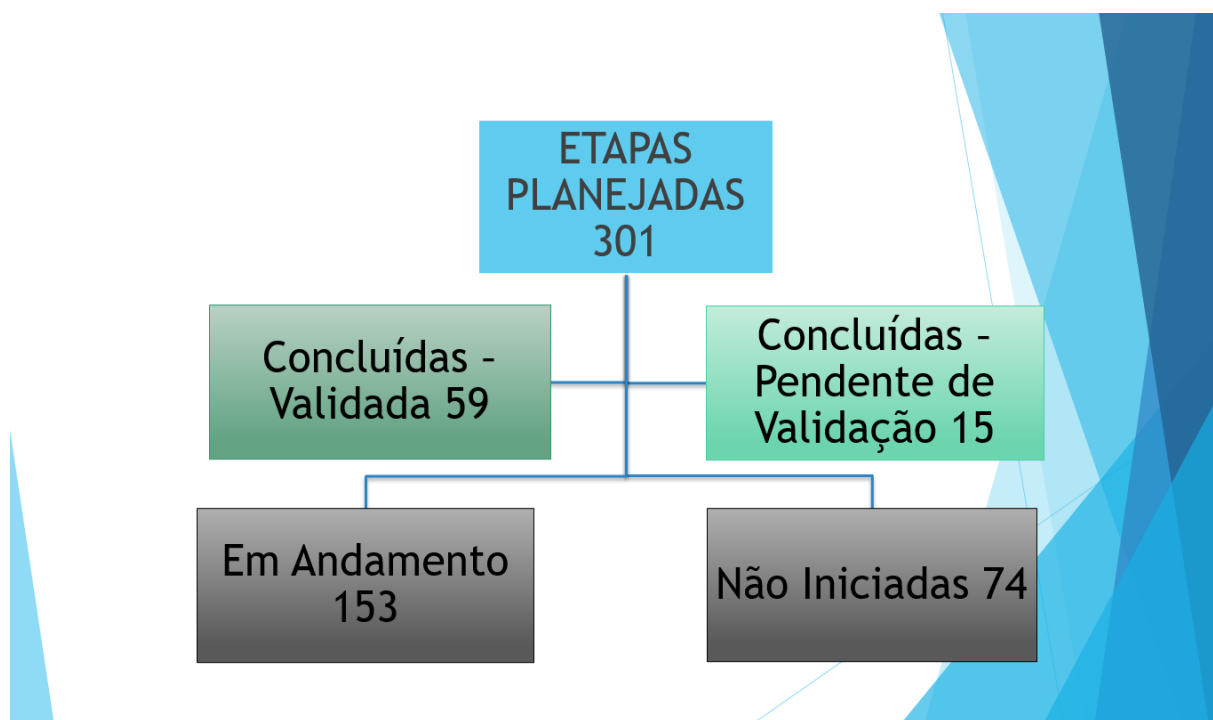 ETAPAS
PLANEJADAS
301
Concluídas –
Validada 59
Concluídas –
Pendente de
Validação 15
Em Andamento
153
Não Iniciadas 74